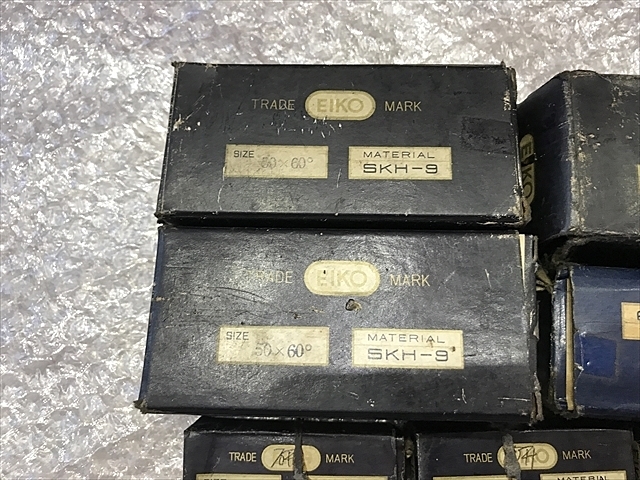 TRADE EIKO MARK
SIZE
60°
MATERIAL
SKH-9
TRADE EIKO MARK
SIZE
50×60°
MATERIAL
SKH-9
TRADE MARK
TRADE MARK
MATERIAL